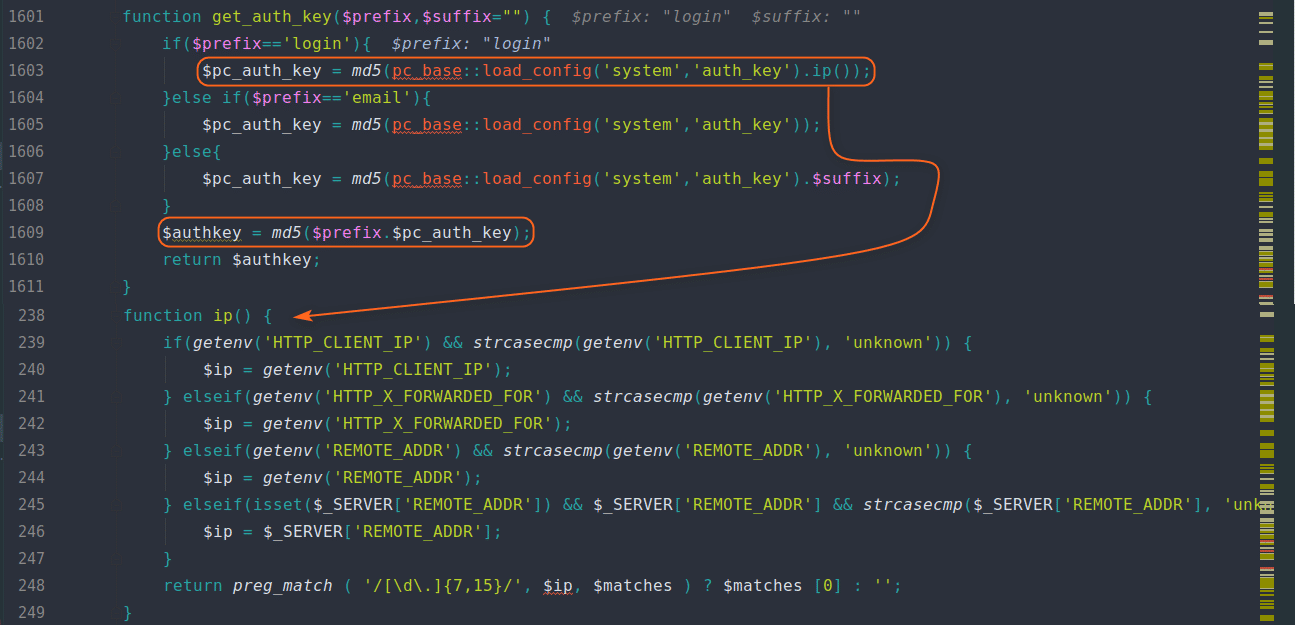 1601 function get_auth_key($prefix,$suffix="") { $prefix: "login" $suffix: ""
1602 if($prefix=='login'){ $prefix: "login"
1603 $pc_auth_key = md5(pc_base::load_config('system','auth_key').ip());
1604 }else if($prefix=='email'){
1605 $pc_auth_key = md5(pc_base::load_config('system','auth_key'));
1606 }else{
1607 $pc_auth_key = md5(pc_base::load_config('system','auth_key').$suffix);
1608 }
1609 $authkey = md5($prefix.$pc_auth_key);
1610 return $authkey;
1611 }
238 function ip() {
239 if(getenv('HTTP_CLIENT_IP') && strcasecmp(getenv('HTTP_CLIENT_IP'), 'unknown')) {
240 $ip = getenv('HTTP_CLIENT_IP');
241 } elseif(getenv('HTTP_X_FORWARDED_FOR') && strcasecmp(getenv('HTTP_X_FORWARDED_FOR'), 'unknown')) {
242 $ip = getenv('HTTP_X_FORWARDED_FOR');
243 } elseif(getenv('REMOTE_ADDR') && strcasecmp(getenv('REMOTE_ADDR'), 'unknown')) {
244 $ip = getenv('REMOTE_ADDR');
245 } elseif(isset($_SERVER['REMOTE_ADDR']) && $_SERVER['REMOTE_ADDR'] && strcasecmp($_SERVER['REMOTE_ADDR'], 'unk
246 $ip = $_SERVER['REMOTE_ADDR'];
247 }
248 return preg_match ( '/[\d\.]{7,15}/', $ip, $matches ) ? $matches [0] : '';
249 }